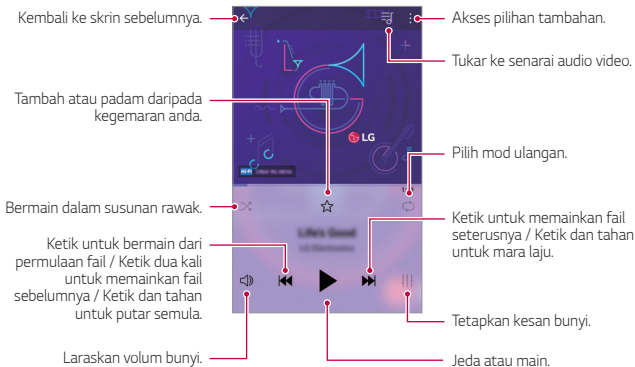 Kembali ke skrin sebelumnya.
Akses pilihan tambahan.
Tukar ke senarai audio video.
Tambah atau padam daripada
kegemaran anda.
LG
Pilih mod ulangan.
Hi-Fi
Bermain dalam susunan rawak.
Life's Good
LG Electronics
Ketik untuk memainkan fail
seterusnya / Ketik dan tahan
untuk mara laju.
Ketik untuk bermain dari
permulaan fail / Ketik dua kali
untuk memainkan fail
sebelumnya / Ketik dan tahan
untuk putar semula.
Tetapkan kesan bunyi.
Laraskan volum bunyi.
Jeda atau main.